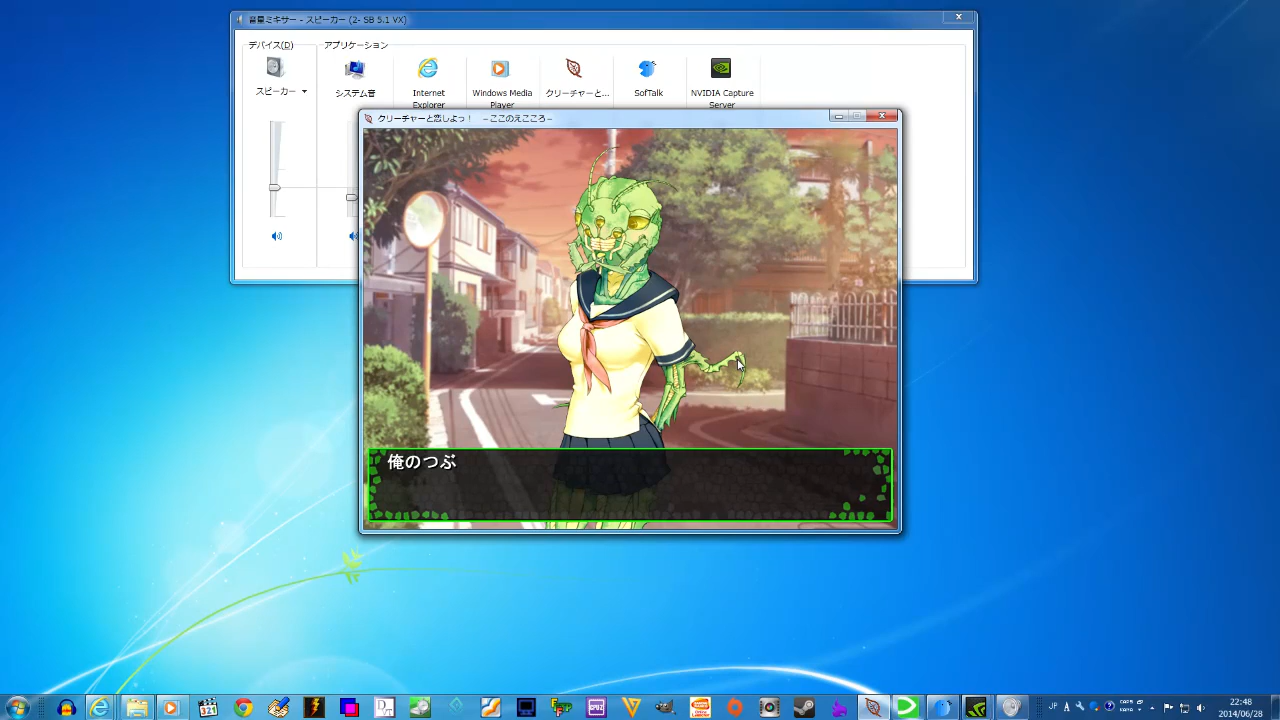 音量ミキサー - スピーカー (2- SB 5.1 VX)
デバイス(D)
アプリケーション
スピーカー
システム音
Internet Explorer
Windows Media Player
クリーチャーと...
SofTalk
NVIDIA Capture Server
クリーチャーと恋しよっ！ －ここのえこころ－
俺のつぶ
321
JP
22:48
2014/06/28